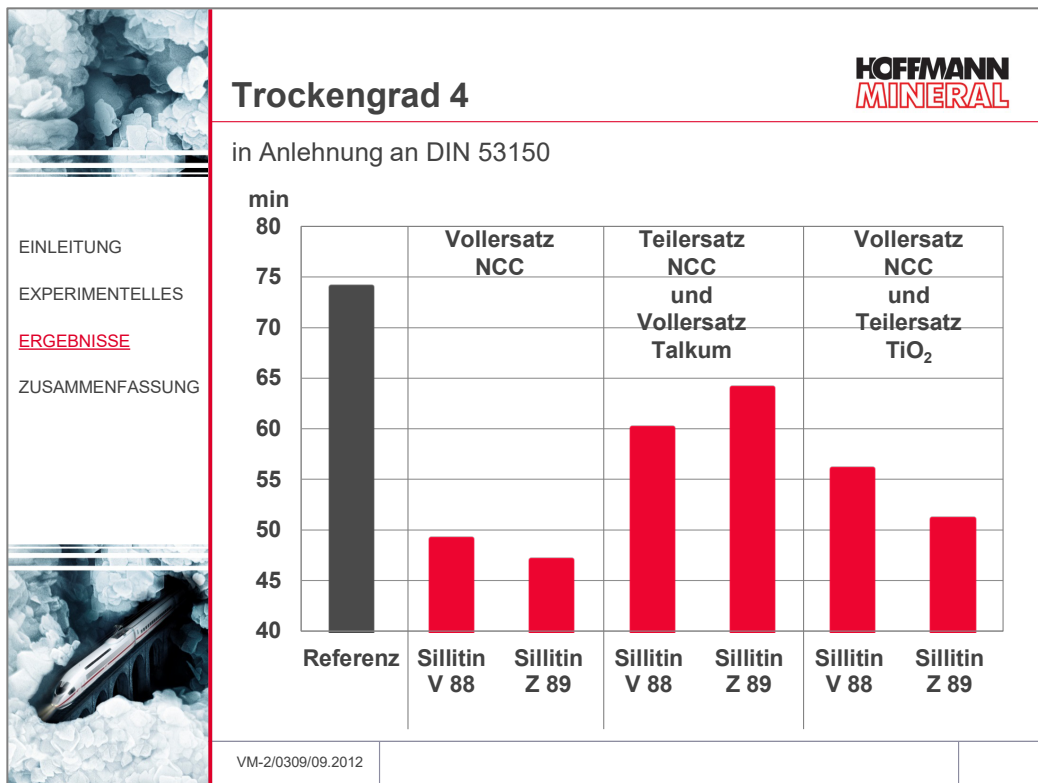 HOFFMANN
MINERAL
Trockengrad 4
in Anlehnung an DIN 53150
EINLEITUNG
EXPERIMENTELLES
ERGEBNISSE
ZUSAMMENFASSUNG
min
80
75
70
65
60
55
50
45
40
Vollersatz
NCC
Teilersatz
NCC
und
Vollersatz
Talkum
Vollersatz
NCC
und
Teilersatz
TiO₂
Referenz
Sillitin
V 88
Sillitin
Z 89
Sillitin
V 88
Sillitin
Z 89
Sillitin
V 88
Sillitin
Z 89
VM-2/0309/09.2012